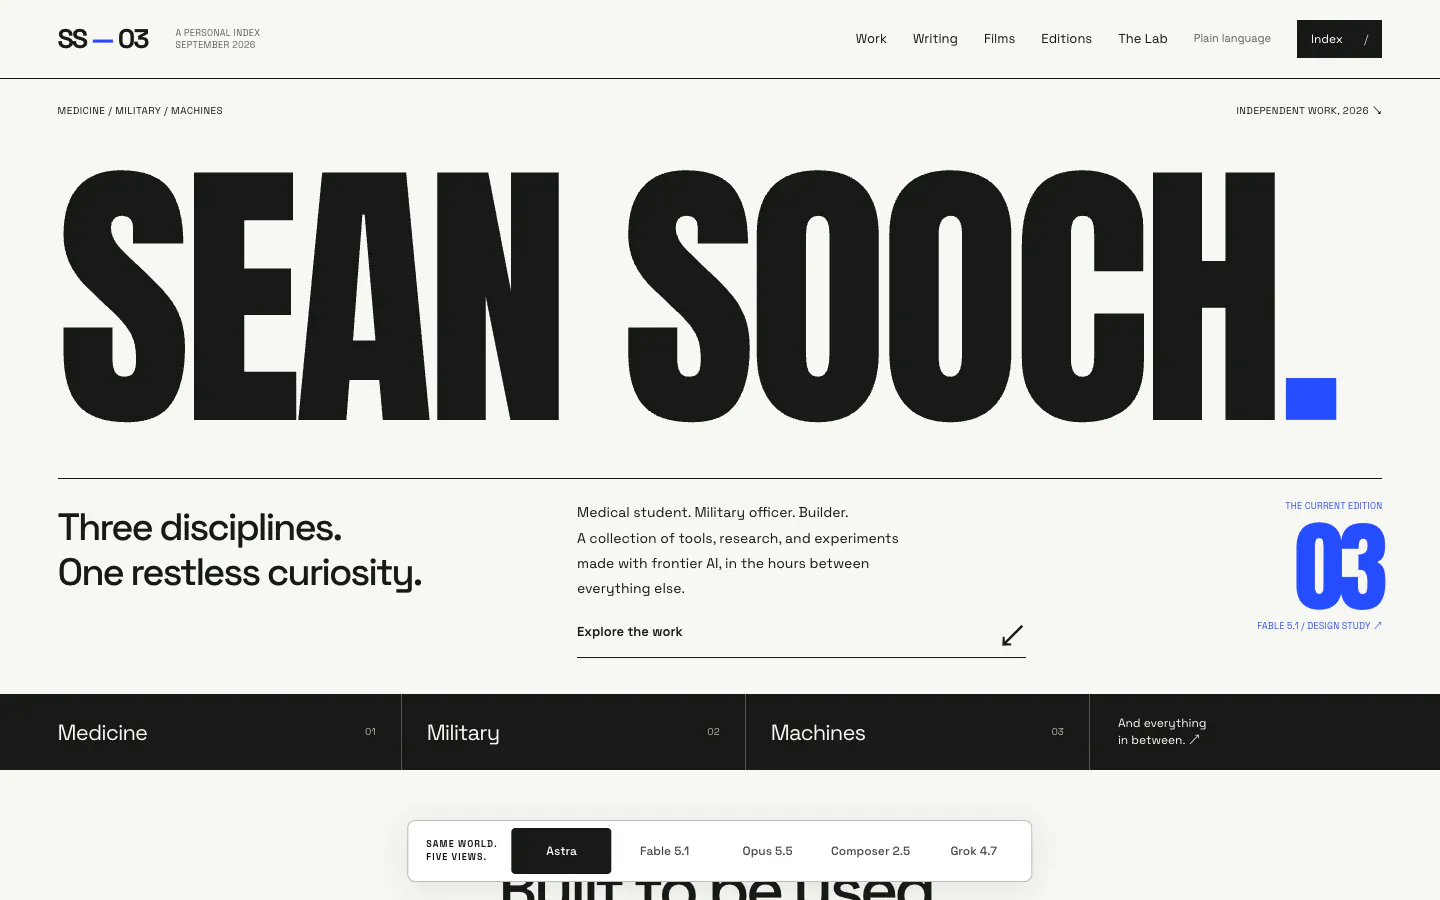 SS — 03
A PERSONAL INDEX
SEPTEMBER 2026
Work
Writing
Films
Editions
The Lab
Plain language
Index /
MEDICINE / MILITARY / MACHINES
INDEPENDENT WORK, 2026 ↘
SEAN SOOCH.
Three disciplines.
One restless curiosity.
Medical student. Military officer. Builder.
A collection of tools, research, and experiments
made with frontier AI, in the hours between
everything else.
Explore the work ↙
THE CURRENT EDITION
03
FABLE 5.1 / DESIGN STUDY ↗
Medicine 01
Military 02
Machines 03
And everything
in between. ↗
SAME WORLD.
FIVE VIEWS.
Astra
Fable 5.1
Opus 5.5
Composer 2.5
Grok 4.7
Built to be used